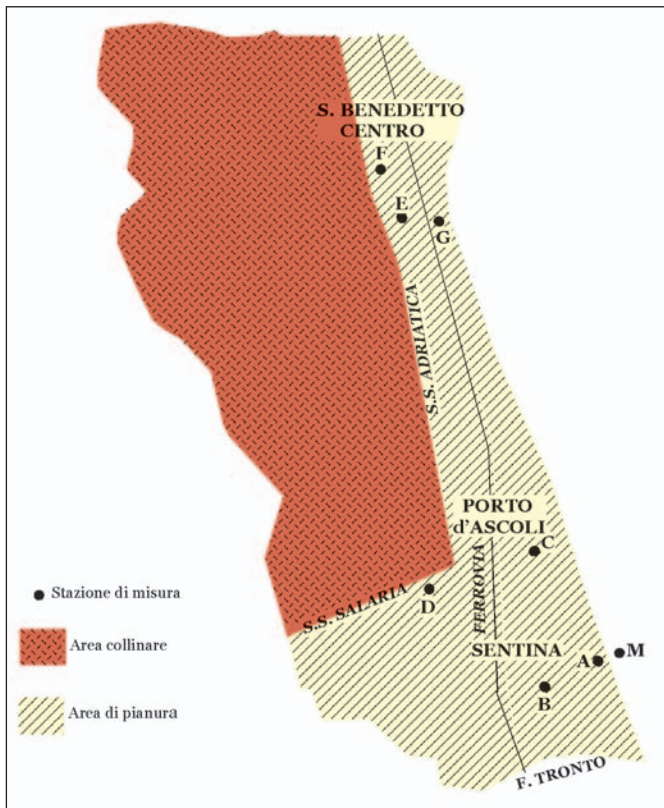 S. BENEDETTO
CENTRO
F
E
G
S.S. ADRIATICA
PORTO
d'ASCOLI
C
Stazione di misura
FERROVIA
D
S.S. SALARIA
Area collinare
SENTINA
M
A
B
Area di pianura
F. TRONTO